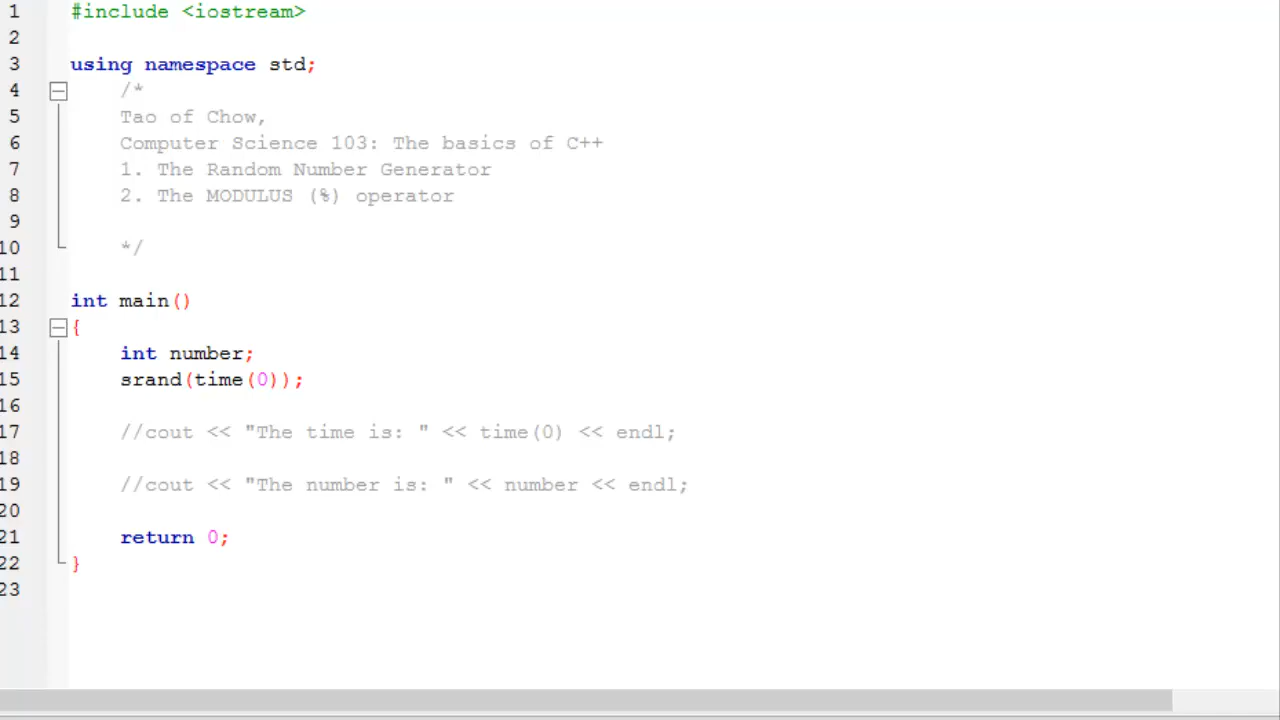 1 #include <iostream>
2
3 using namespace std;
4 /*
5 Tao of Chow,
6 Computer Science 103: The basics of C++
7 1. The Random Number Generator
8 2. The MODULUS (%) operator
9
10 */
11
12 int main()
13 {
14 int number;
15 srand(time(0));
16
17 //cout << "The time is: " << time(0) << endl;
18
19 //cout << "The number is: " << number << endl;
20
21 return 0;
22 }
23